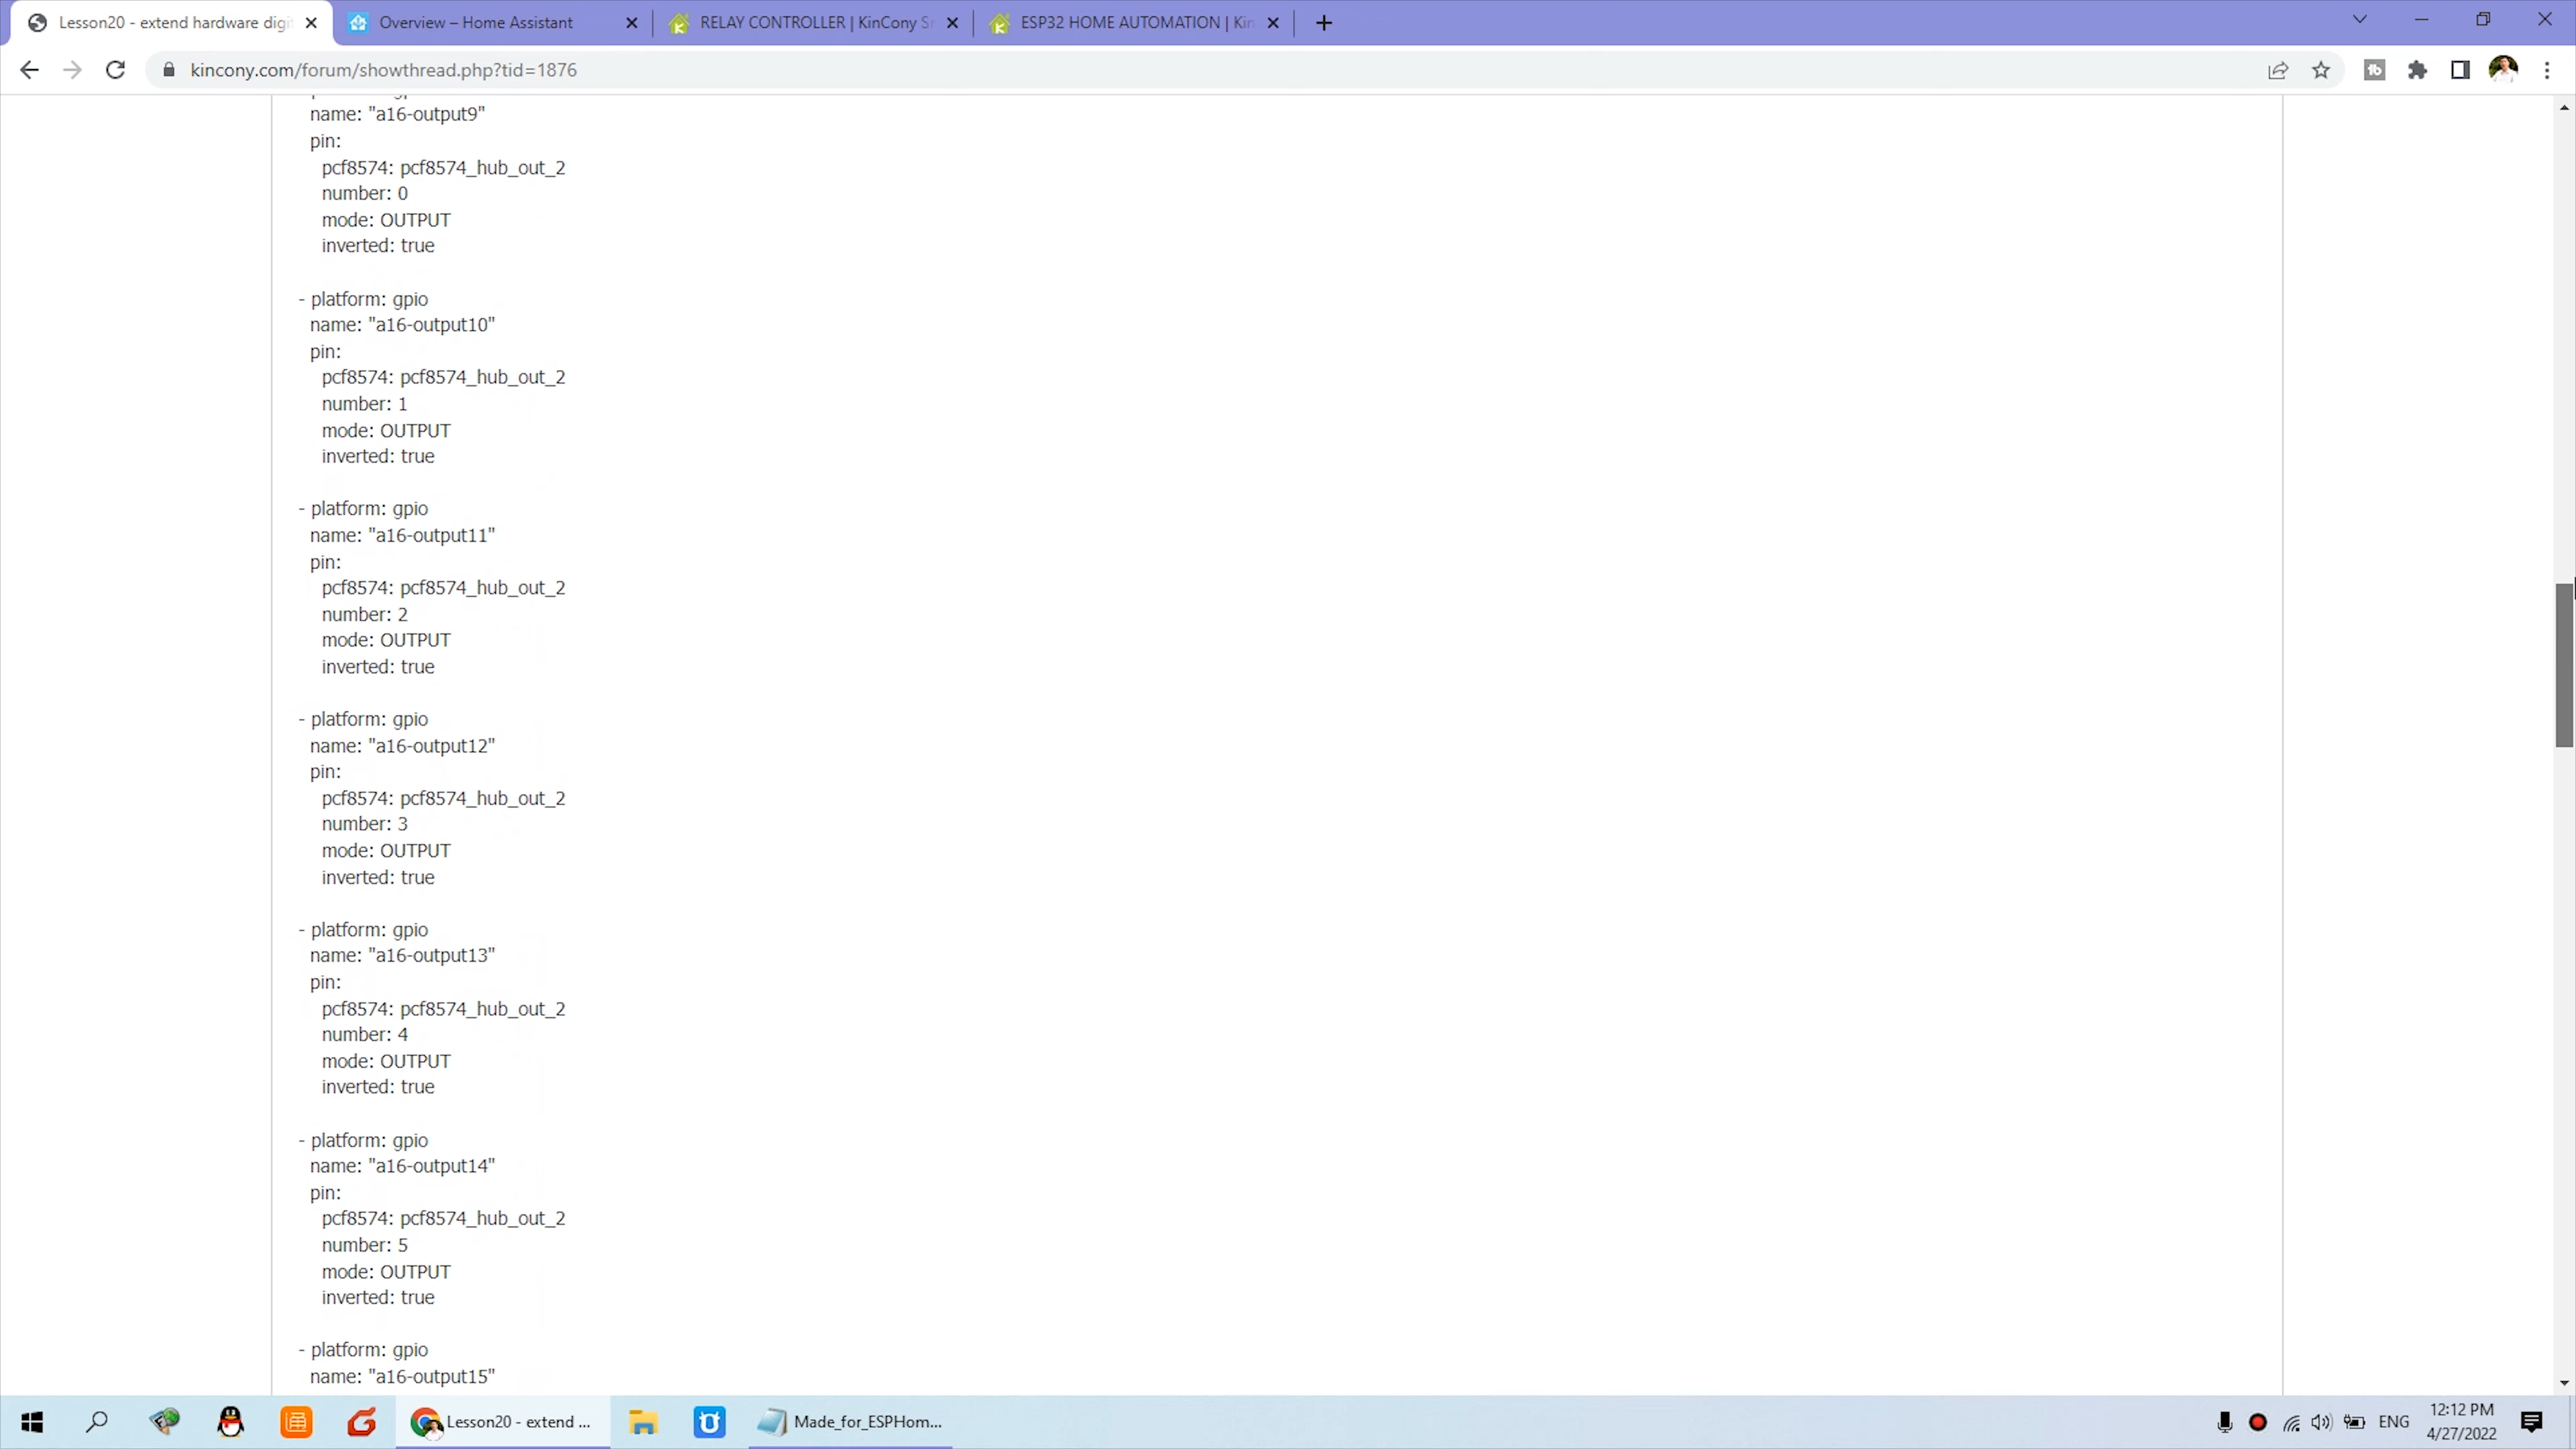 Lesson20 - extend hardware digi
Overview – Home Assistant
RELAY CONTROLLER | KinCony Sr
ESP32 HOME AUTOMATION | Kin
kincony.com/forum/showthread.php?tid=1876
name: "a16-output9"
pin:
pcf8574: pcf8574_hub_out_2
number: 0
mode: OUTPUT
inverted: true
- platform: gpio
name: "a16-output10"
pin:
pcf8574: pcf8574_hub_out_2
number: 1
mode: OUTPUT
inverted: true
- platform: gpio
name: "a16-output11"
pin:
pcf8574: pcf8574_hub_out_2
number: 2
mode: OUTPUT
inverted: true
- platform: gpio
name: "a16-output12"
pin:
pcf8574: pcf8574_hub_out_2
number: 3
mode: OUTPUT
inverted: true
- platform: gpio
name: "a16-output13"
pin:
pcf8574: pcf8574_hub_out_2
number: 4
mode: OUTPUT
inverted: true
- platform: gpio
name: "a16-output14"
pin:
pcf8574: pcf8574_hub_out_2
number: 5
mode: OUTPUT
inverted: true
- platform: gpio
name: "a16-output15"
Lesson20 - extend ...
Made_for_ESPHom...
ENG
12:12 PM
4/27/2022